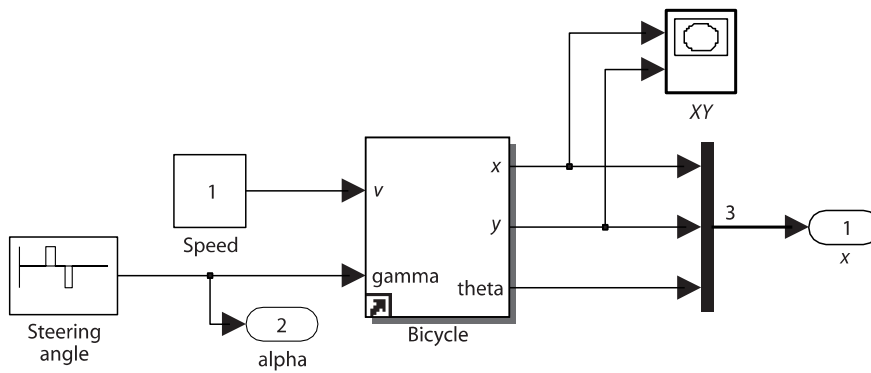 XY
x
1
v
y
3
1
Speed
x
gamma
theta
2
Steering
angle
Bicycle
alpha